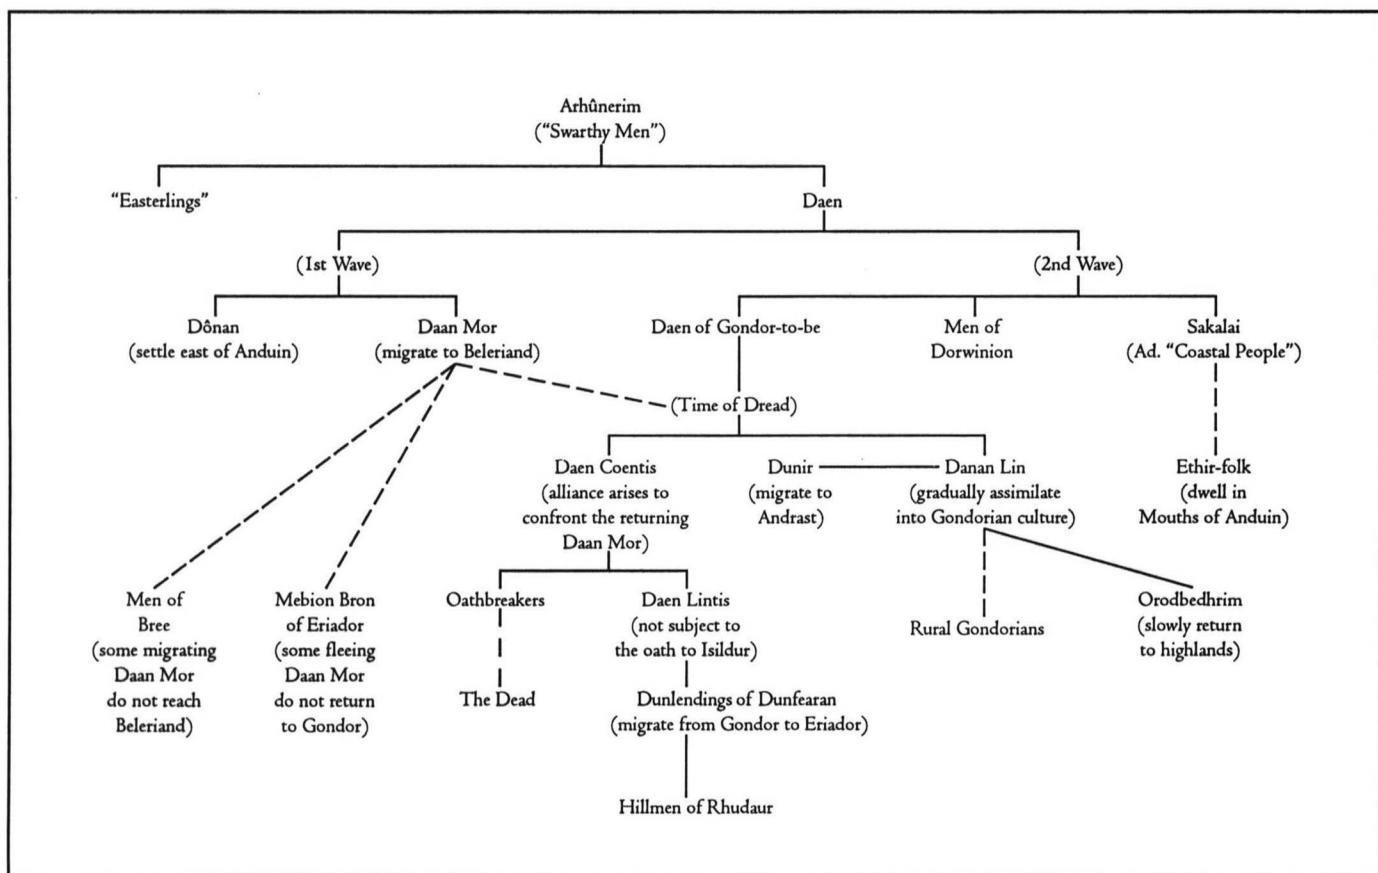 Arhûnerim
(“Swarthy Men”)
“Easterlings”
Daen
(1st Wave)
(2nd Wave)
Dônan
(settle east of Anduin)
Daan Mor
(migrate to Beleriand)
Daen of Gondor-to-be
Men of
Dorwinion
Sakalai
(Ad. “Coastal People”)
(Time of Dread)
Daen Coentis
(alliance arises to
confront the returning
Daan Mor)
Dunir
(migrate to
Andrast)
Danan Lin
(gradually assimilate
into Gondorian culture)
Ethir-folk
(dwell in
Mouths of Anduin)
Men of
Bree
(some migrating
Daan Mor
do not reach
Beleriand)
Mebion Bron
of Eriador
(some fleeing
Daan Mor
do not return
to Gondor)
Oathbreakers
Daen Lintis
(not subject to
the oath to Isildur)
Rural Gondorians
Orodbedhrim
(slowly return
to highlands)
The Dead
Dunlendings of Dunfearan
(migrate from Gondor to Eriador)
Hillmen of Rhudaur